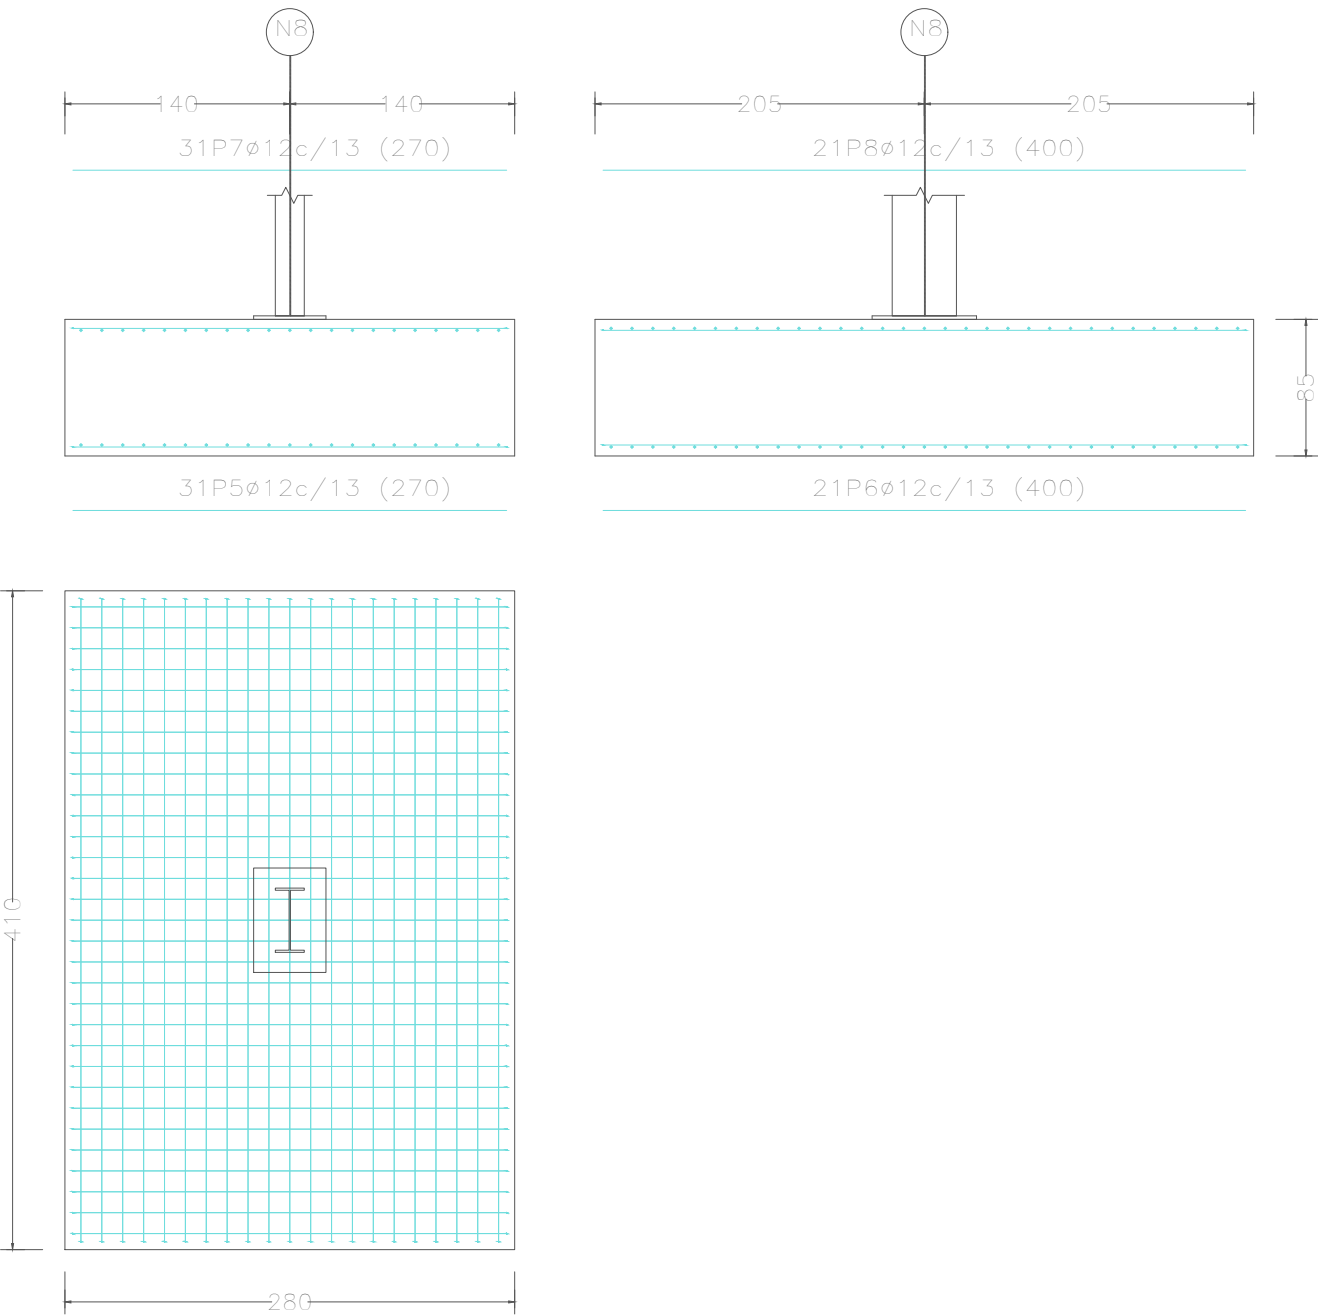 N8
N8
140 140
205 205
31P7ø12c/13 (270)
21P8ø12c/13 (400)
85
31P5ø12c/13 (270)
21P6ø12c/13 (400)
410
280